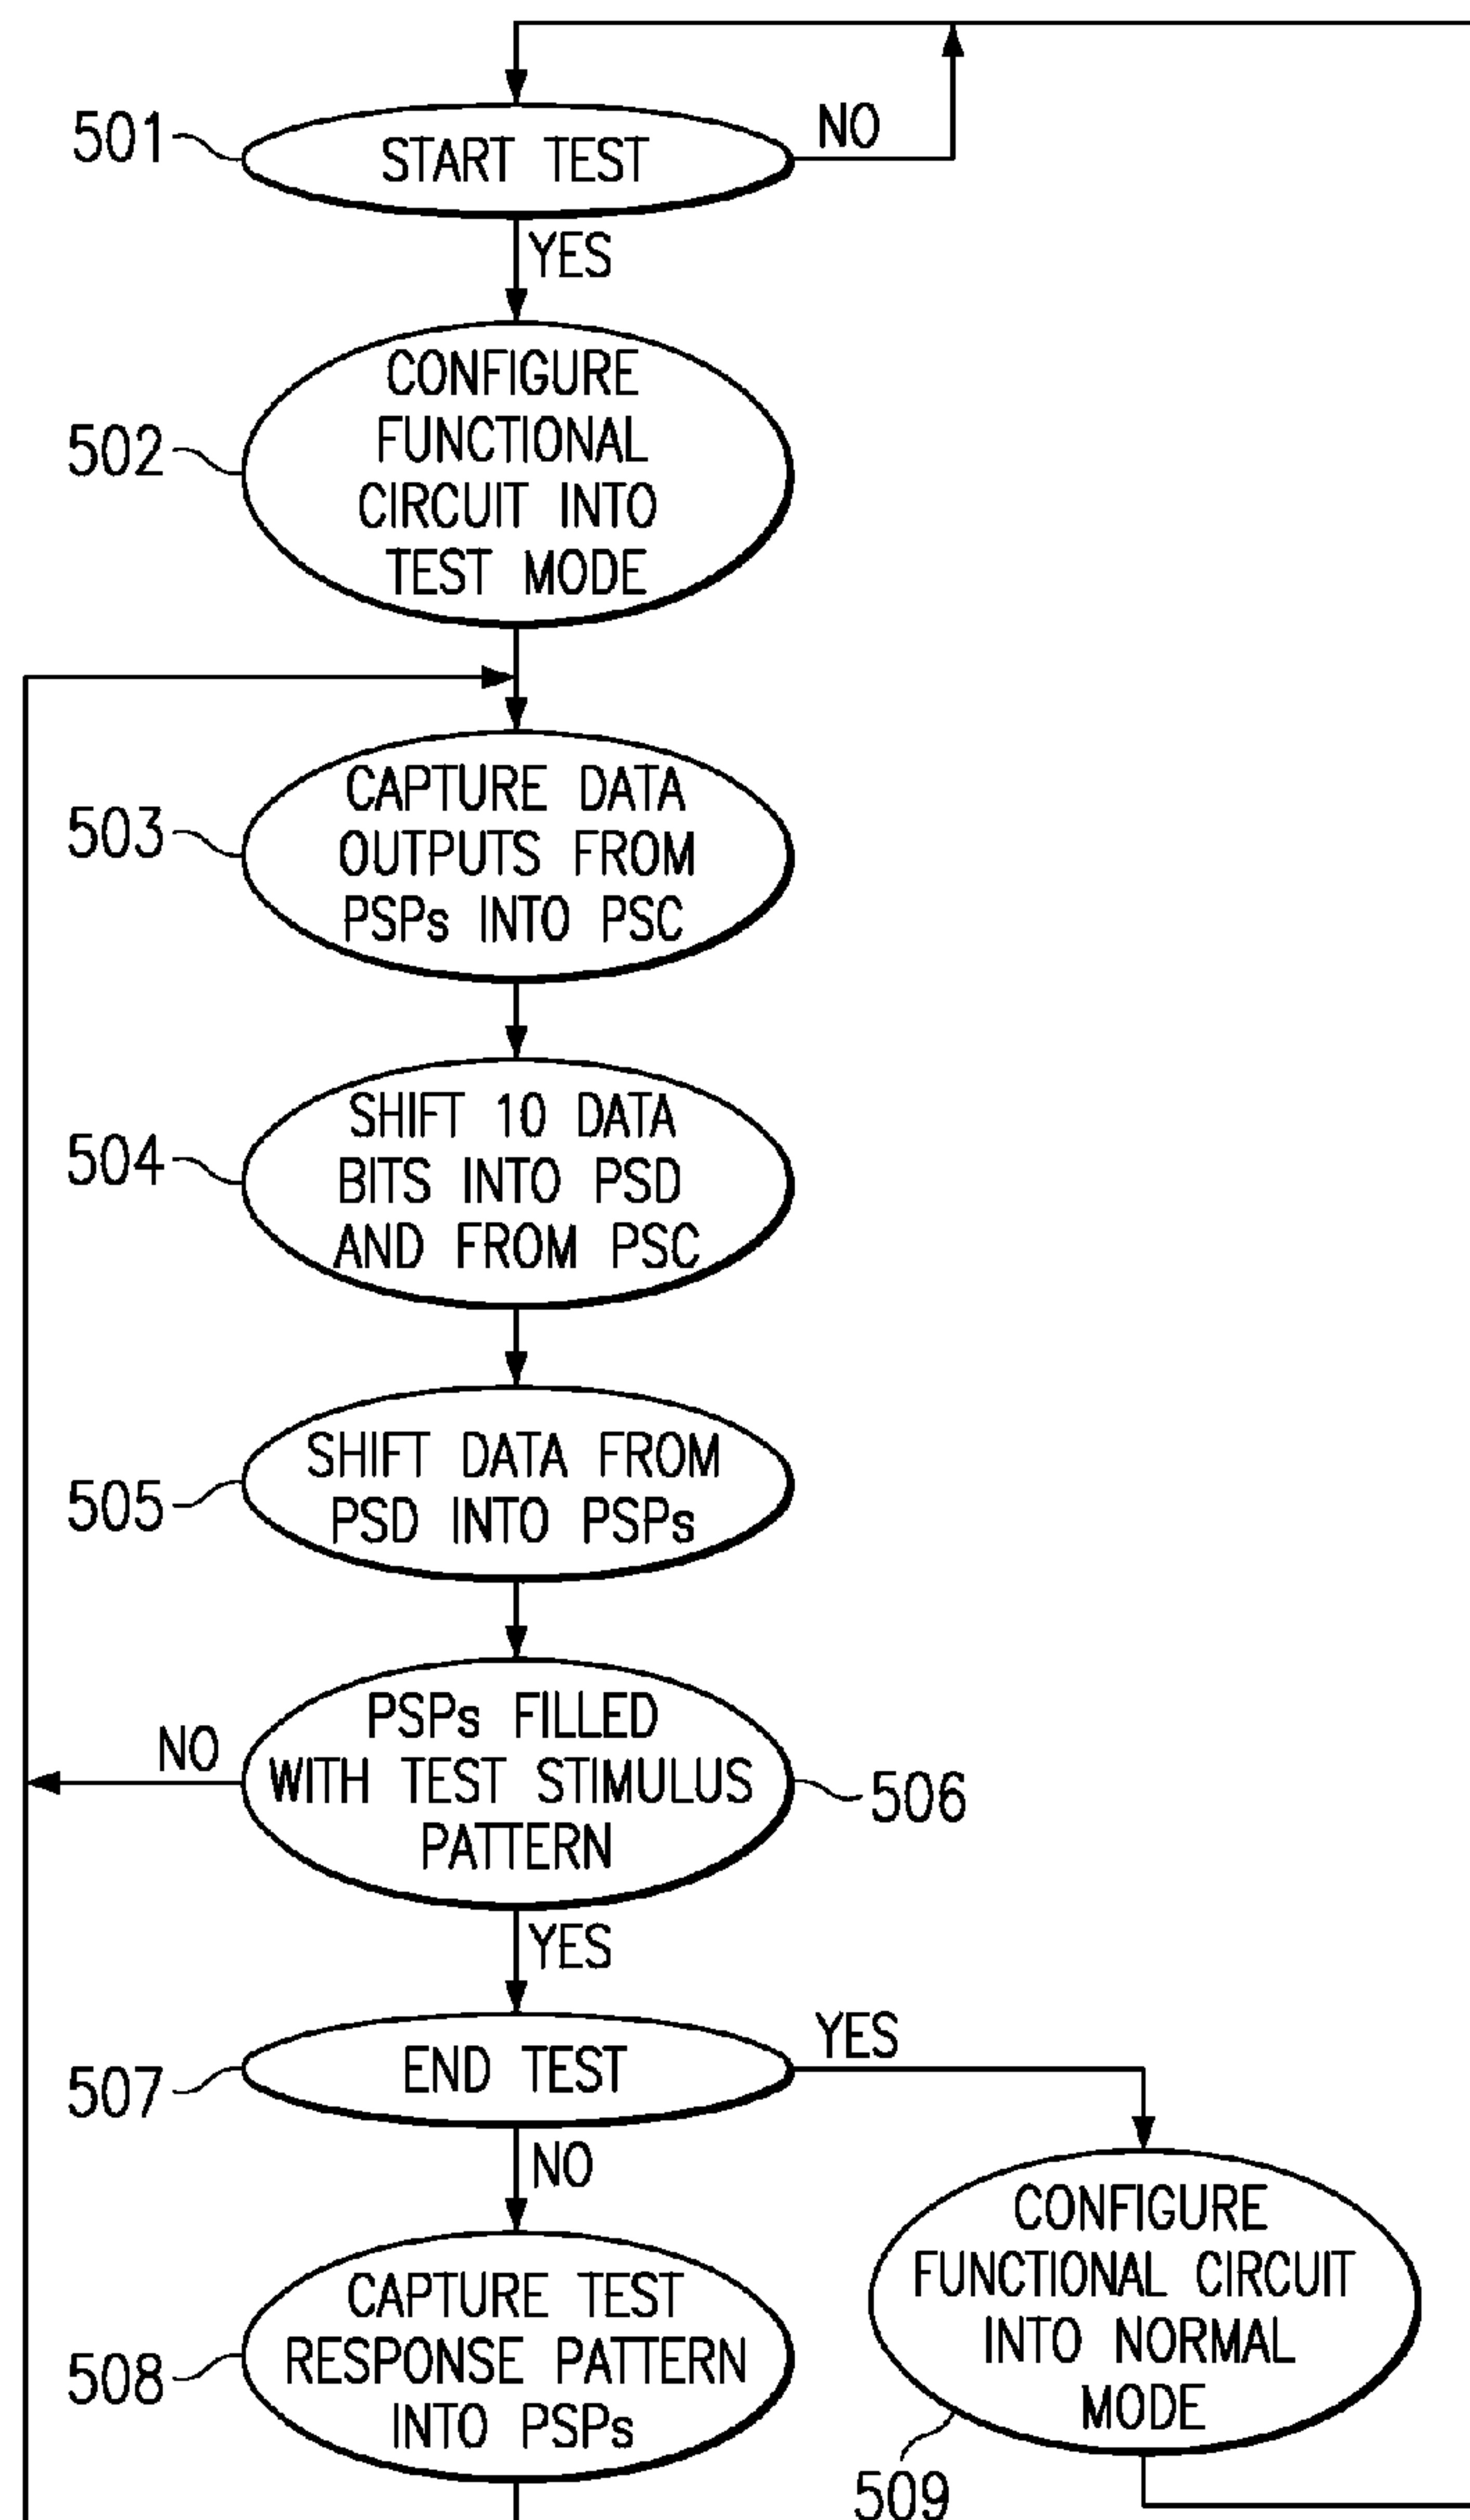 501
START TEST
NO
YES
502
CONFIGURE
FUNCTIONAL
CIRCUIT INTO
TEST MODE
503
CAPTURE DATA
OUTPUTS FROM
PSPs INTO PSC
504
SHIFT 10 DATA
BITS INTO PSD
AND FROM PSC
505
SHIFT DATA FROM
PSD INTO PSPs
NO
PSPs FILLED
WITH TEST STIMULUS
PATTERN
506
YES
507
END TEST
YES
NO
508
CAPTURE TEST
RESPONSE PATTERN
INTO PSPs
CONFIGURE
FUNCTIONAL CIRCUIT
INTO NORMAL
MODE
509